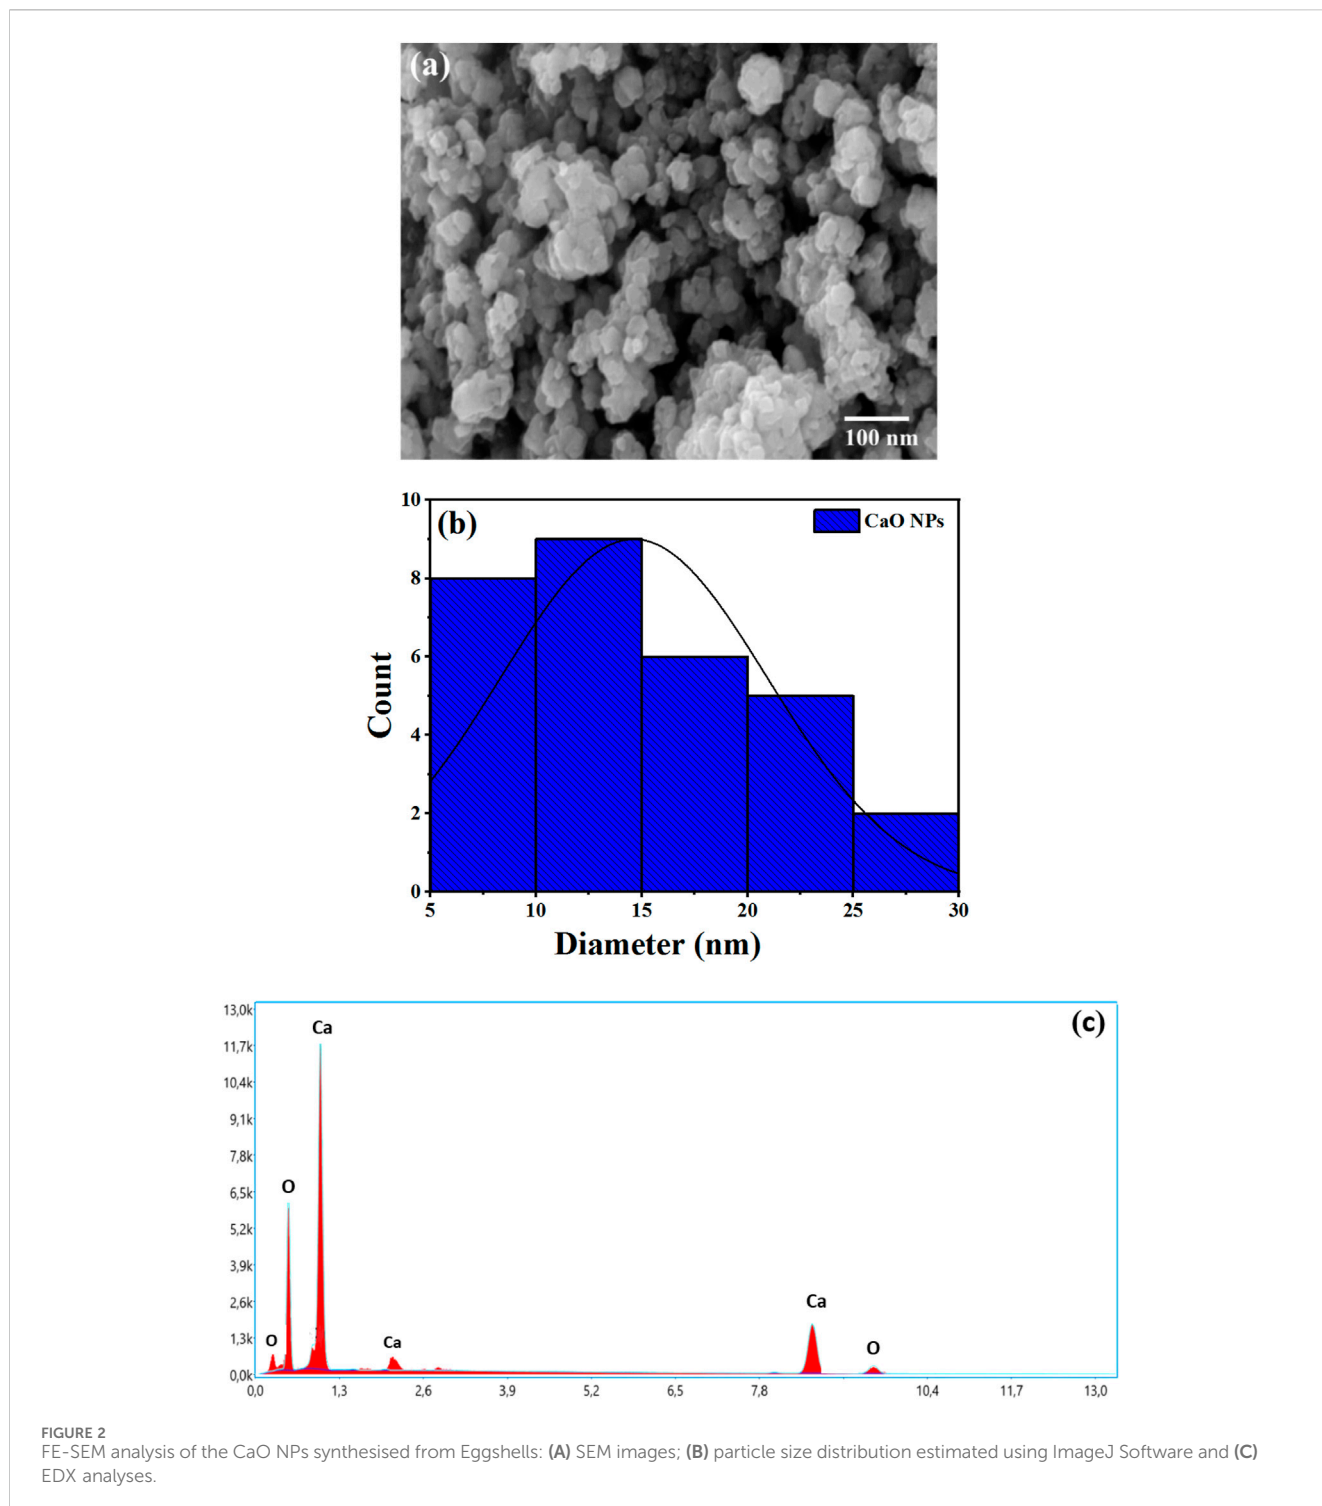 (a)
100 nm
(b)
CaO NPs
10
8
6
4
2
0
Count
5 10 15 20 25 30
Diameter (nm)
(c)
13,0k
11,7k
10,4k
9,1k
7,8k
6,5k
5,2k
3,9k
2,6k
1,3k
0,0k
Ca
O
O
Ca
Ca
O
0,0 1,3 2,6 3,9 5,2 6,5 7,8 10,4 11,7 13,0
FIGURE 2
FE-SEM analysis of the CaO NPs synthesised from Eggshells: (A) SEM images; (B) particle size distribution estimated using ImageJ Software and (C)
EDX analyses.